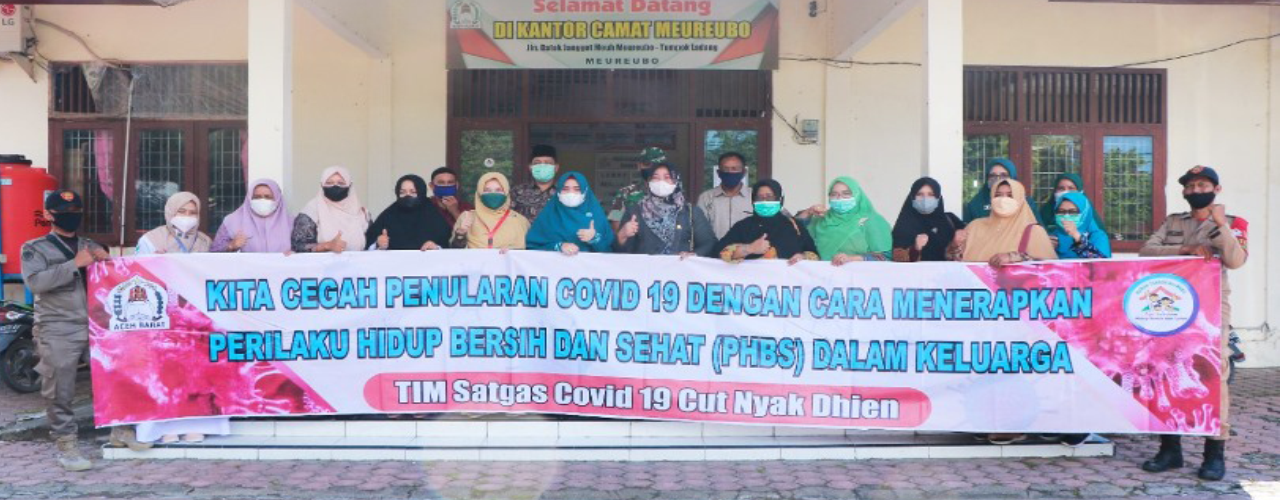 LG
Selamat Datang
DI KANTOR CAMAT MEUREUBO
MEUREUBO
KITA CEGAH PENULARAN COVID 19 DENGAN CARA MENERAPKAN
PERILAKU HIDUP BERSIH DAN SEHAT (PHBS) DALAM KELUARGA
TIM Satgas Covid 19 Cut Nyak Dhien
ACEH BARAT